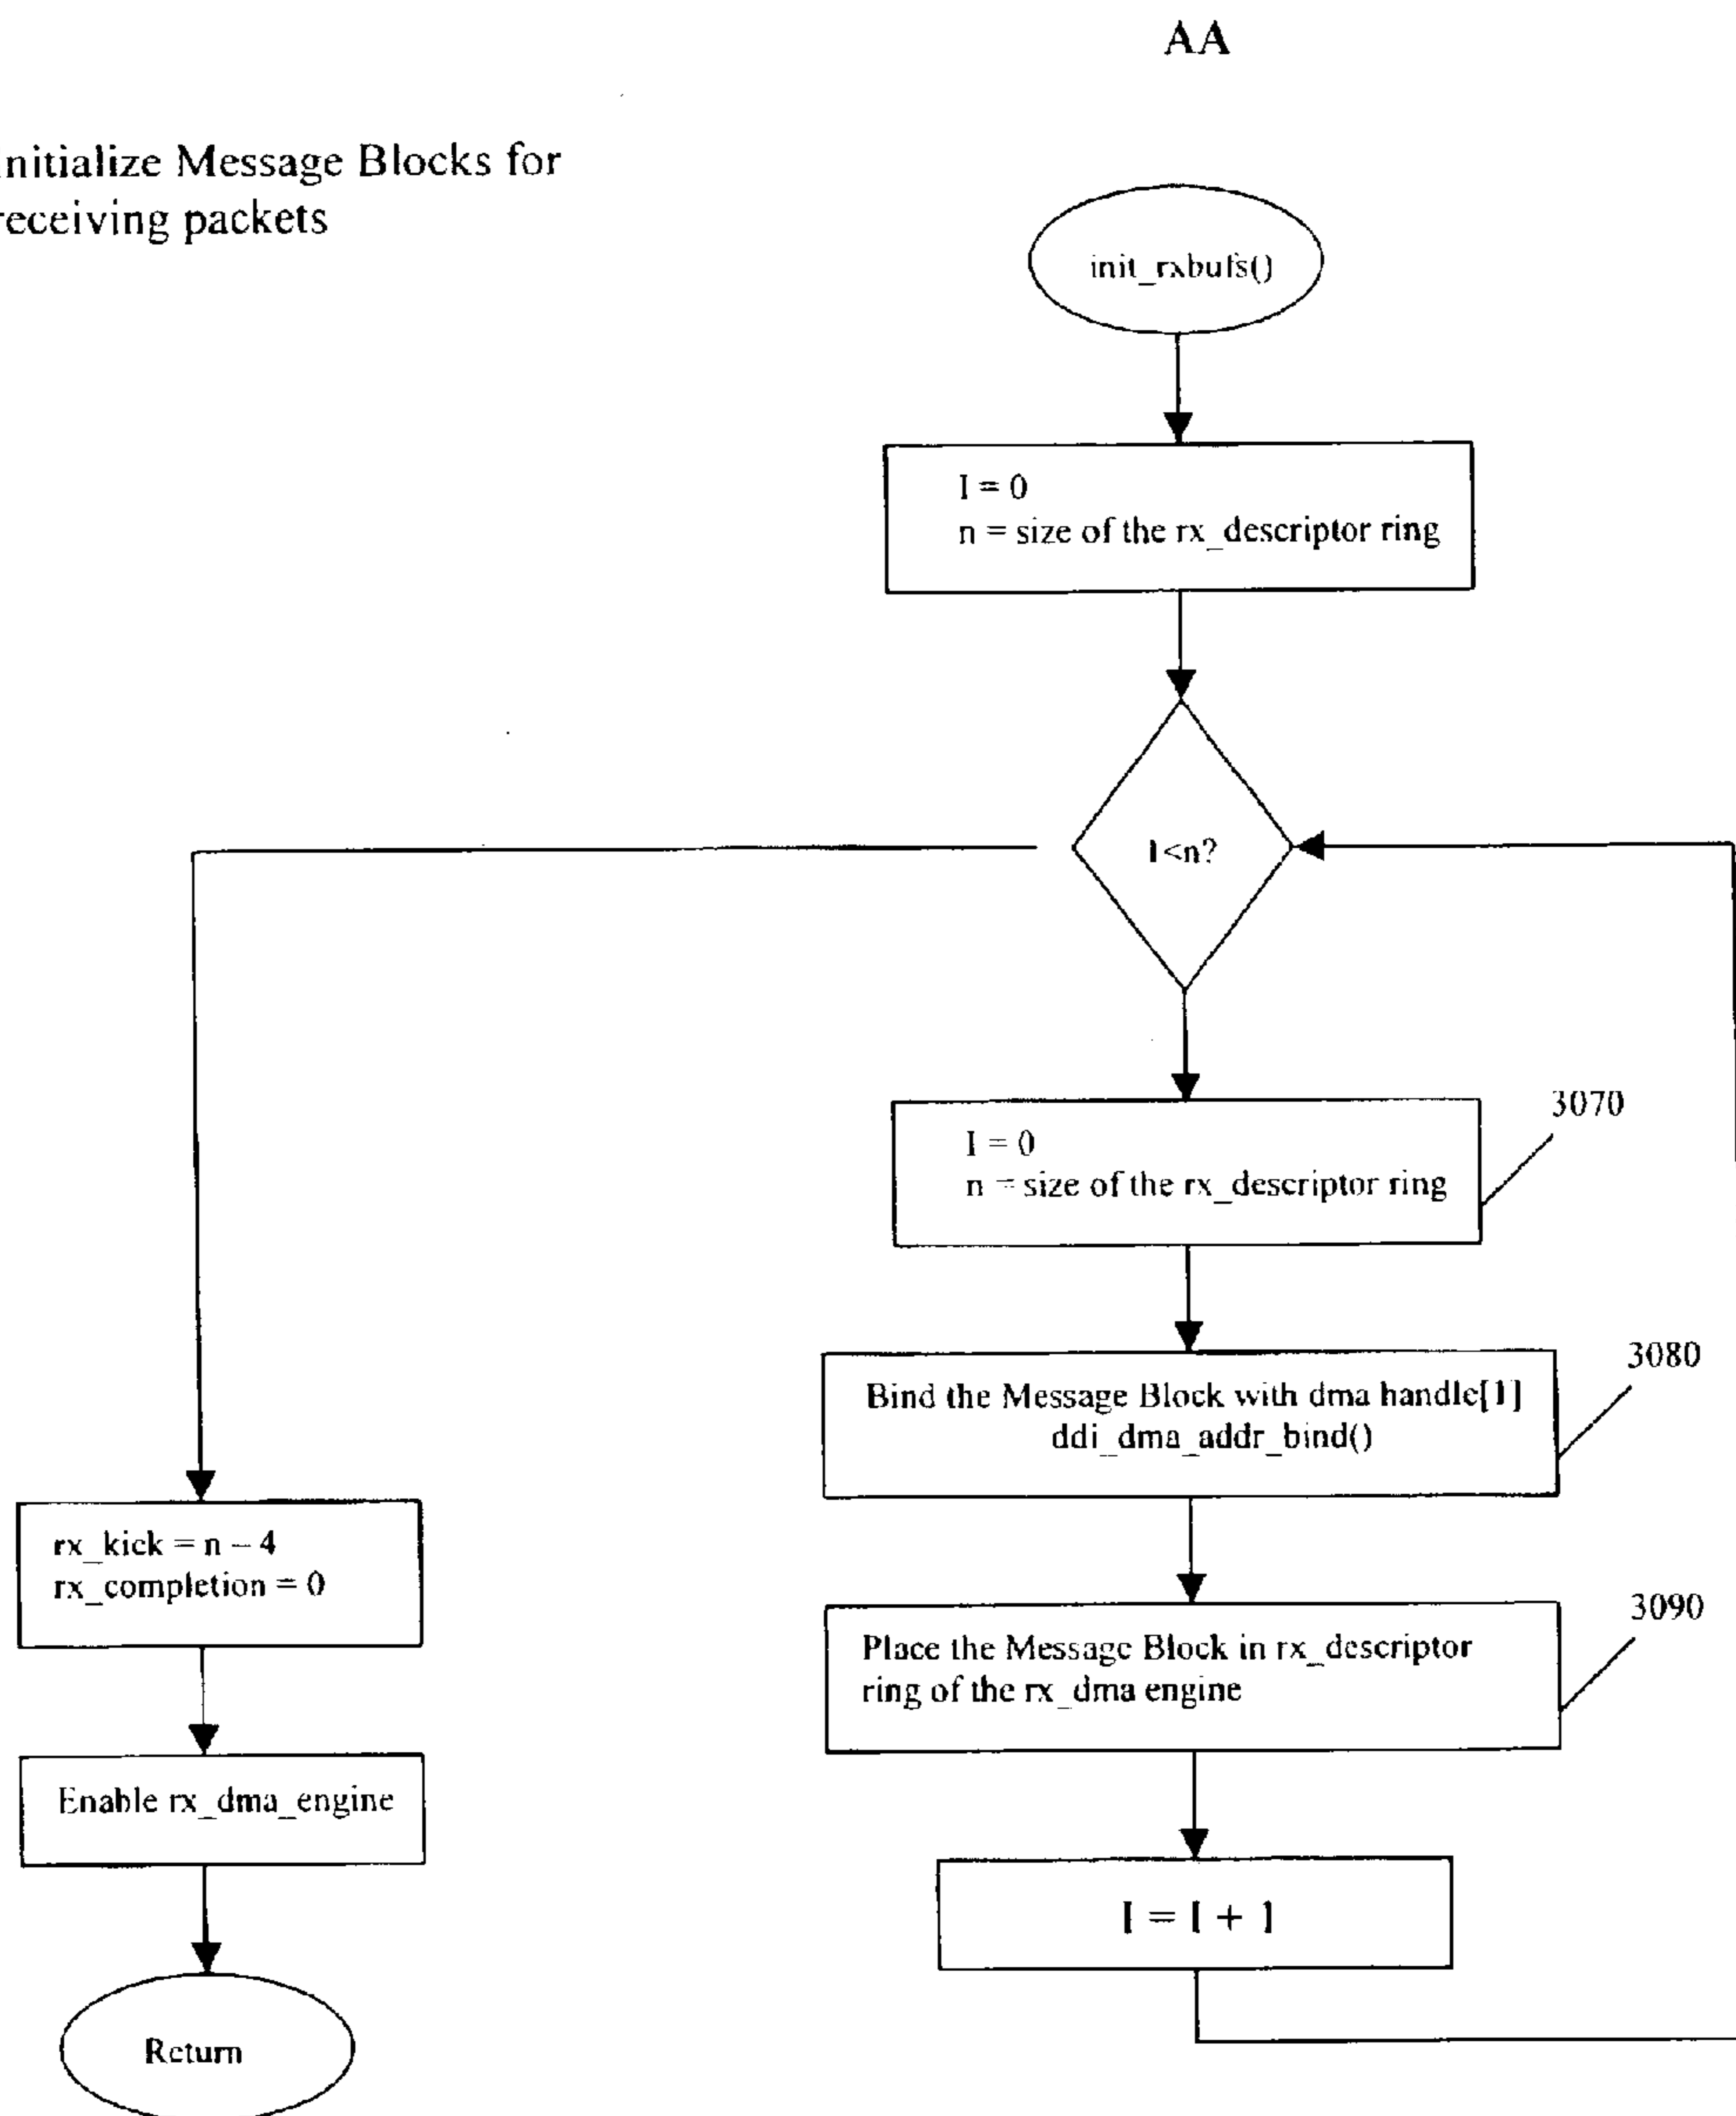 AA
Initialize Message Blocks for
receiving packets
init_rxbufs()
I = 0
n = size of the rx_descriptor ring
I<n?
3070
I = 0
n = size of the rx_descriptor ring
3080
Bind the Message Block with dma handle[I]
ddi_dma_addr_bind()
rx_kick = n – 4
rx_completion = 0
3090
Place the Message Block in rx_descriptor
ring of the rx_dma engine
Enable rx_dma_engine
I = I + 1
Return